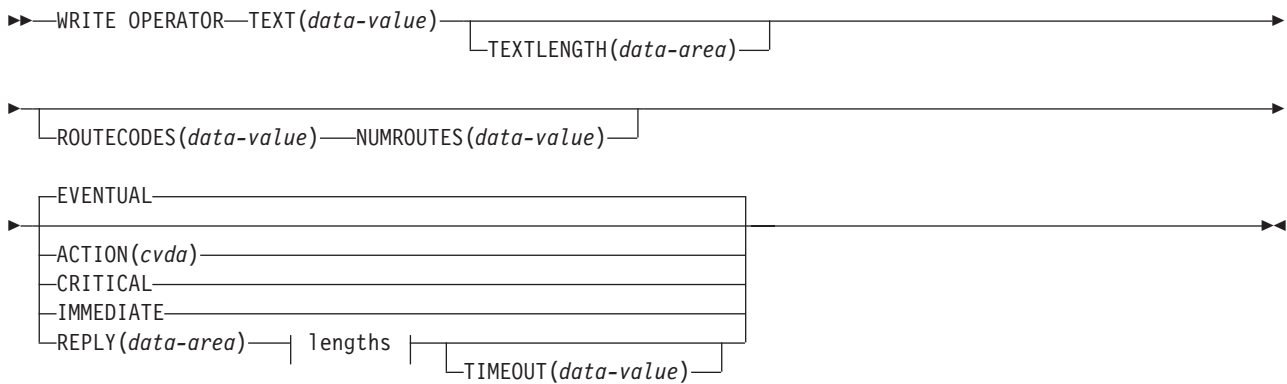 WRITE OPERATOR TEXT(data-value)
TEXTLENGTH(data-area)
ROUTECODES(data-value) NUMROUTES(data-value)
EVENTUAL
ACTION(cvda)
CRITICAL
IMMEDIATE
REPLY(data-area) lengths
TIMEOUT(data-value)